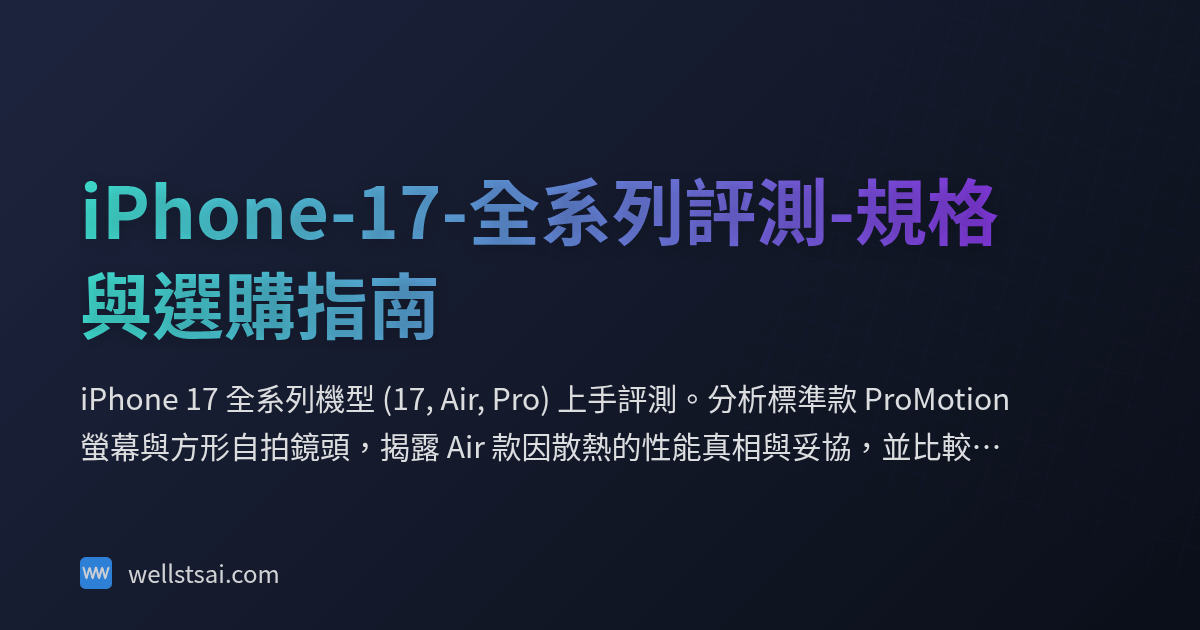 iPhone-17-全系列評測-規格
與選購指南
iPhone 17 全系列機型 (17, Air, Pro) 上手評測。分析標準款 ProMotion
螢幕與方形自拍鏡頭，揭露 Air 款因散熱的性能真相與妥協，並比較…
wellstsai.com